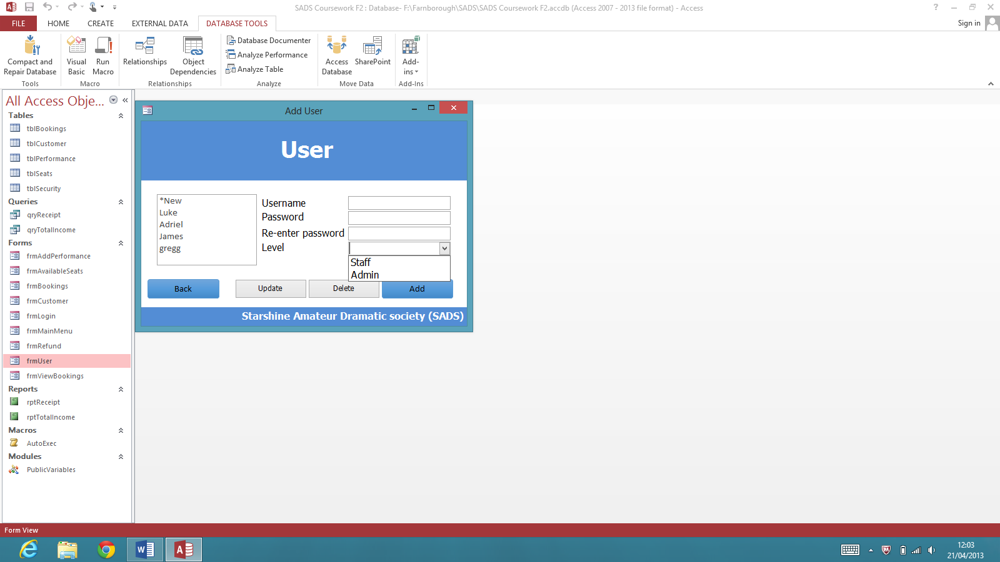 SADS Coursework F2 : Database- F:\Farnborough\SADS\SADS Coursework F2.accdb (Access 2007 - 2013 file format) - Access
FILE HOME CREATE EXTERNAL DATA DATABASE TOOLS
Sign in
Compact and Repair Database
Visual Basic
Run Macro
Relationships
Object Dependencies
Database Documenter
Analyze Performance
Analyze Table
Access Database
SharePoint
Add-ins
Tools
Macro
Relationships
Analyze
Move Data
Add-Ins
All Access Obje...
Tables
tblBookings
tblCustomer
tblPerformance
tblSeats
tblSecurity
Queries
qryReceipt
qryTotalIncome
Forms
frmAddPerformance
frmAvailableSeats
frmBookings
frmCustomer
frmLogin
frmMainMenu
frmRefund
frmUser
frmViewBookings
Reports
rptReceipt
rptTotalIncome
Macros
AutoExec
Modules
PublicVariables
Add User
User
*New
Luke
Adriel
James
gregg
Username
Password
Re-enter password
Level
Staff
Admin
Back
Update
Delete
Add
Starshine Amateur Dramatic society (SADS)
Form View
12:03
21/04/2013